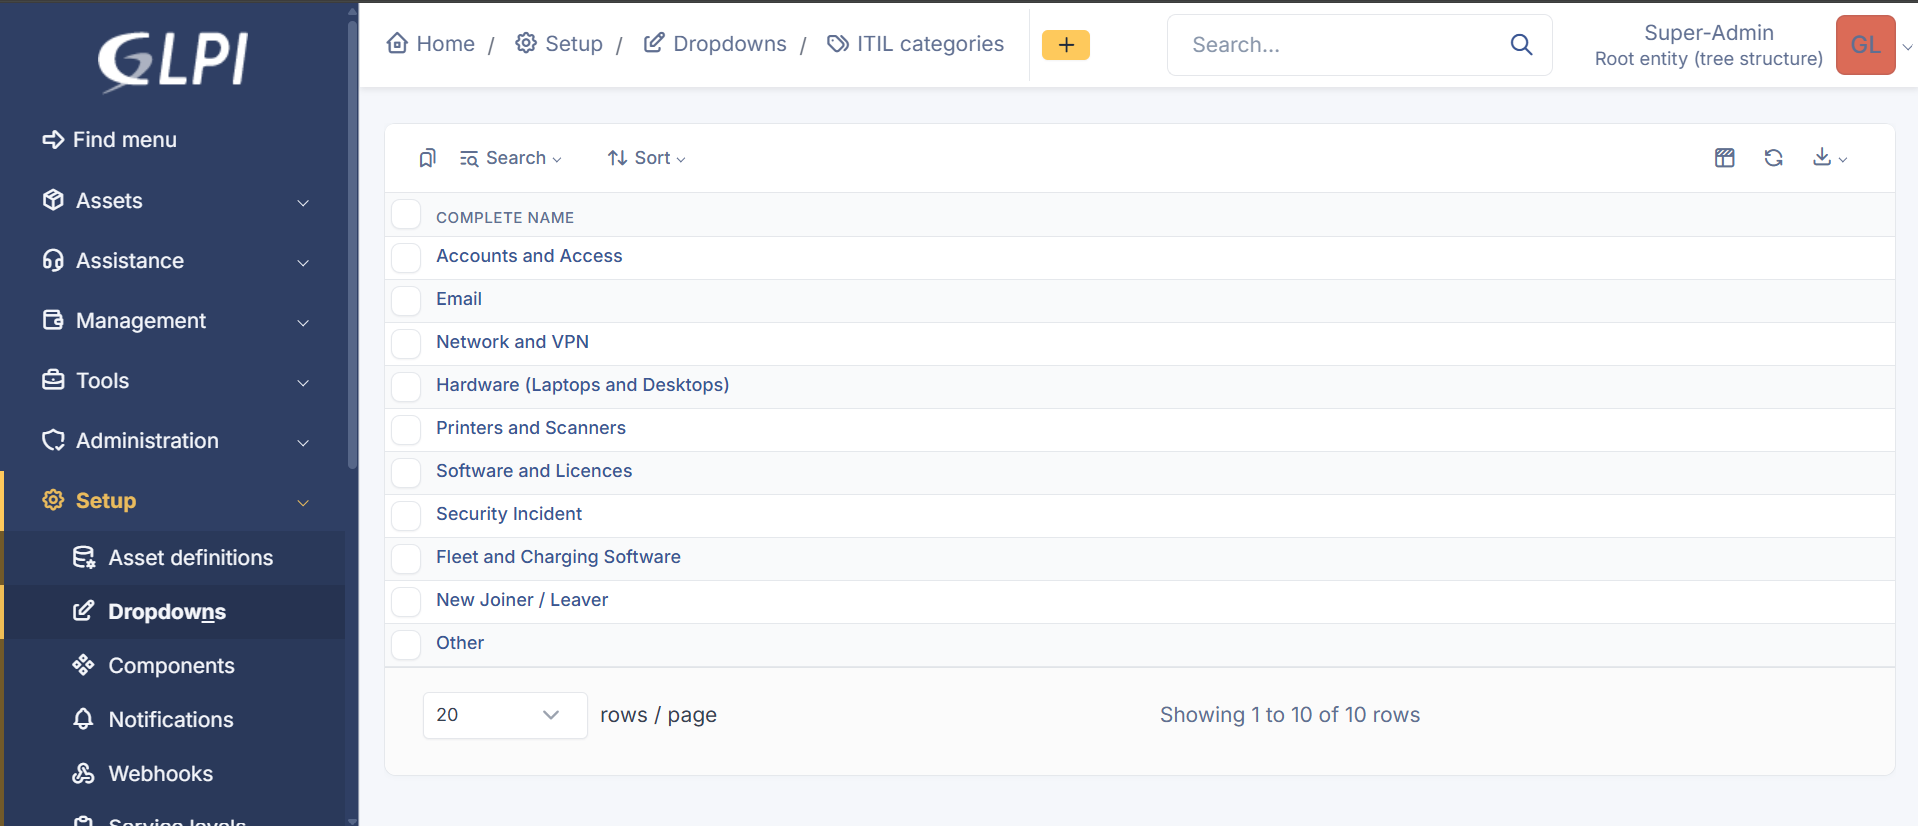 GLPI
Find menu
Assets
Assistance
Management
Tools
Administration
Setup
Asset definitions
Dropdowns
Components
Notifications
Webhooks
Service levels
Home / Setup / Dropdowns / ITIL categories
+
Search...
Super-Admin
Root entity (tree structure)
GL
Search
Sort
COMPLETE NAME
Accounts and Access
Email
Network and VPN
Hardware (Laptops and Desktops)
Printers and Scanners
Software and Licences
Security Incident
Fleet and Charging Software
New Joiner / Leaver
Other
20 rows / page
Showing 1 to 10 of 10 rows